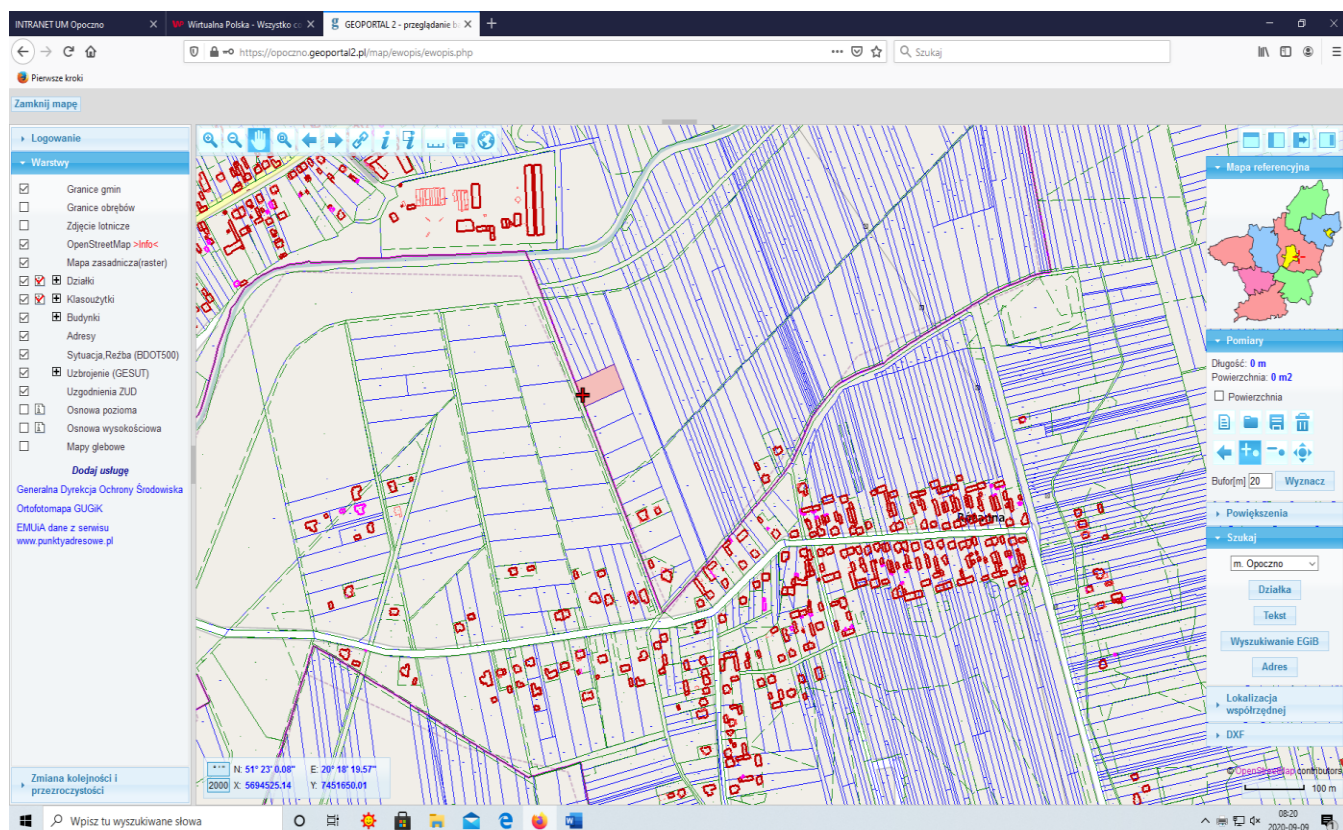 INTRANET UM Opoczno
Wirtualna Polska - Wszystko co
GEOPORTAL 2 - przeglądanie ba
https://opoczno.geoportal2.pl/map/ewopis/ewopis.php
Szukaj
Pierwsze kroki
Zamknij mapę
Logowanie
Warstwy
Granice gmin
Granice obrębów
Zdjęcie lotnicze
OpenStreetMap >Info<
Mapa zasadnicza(raster)
Działki
Klasoużytki
Budynki
Adresy
Sytuacja,Reźba (BDOT500)
Uzbrojenie (GESUT)
Uzgodnienia ZUD
Osnowa pozioma
Osnowa wysokościowa
Mapy glebowe
Dodaj usługę
Generalna Dyrekcja Ochrony Środowiska
Ortofotomapa GUGiK
EMUiA dane z serwisu
www.punktyadresowe.pl
Zmiana kolejności i
przezroczystości
N: 51° 23' 0.08" E: 20° 18' 19.57"
2000 X: 5694525.14 Y: 7451650.01
Mapa referencyjna
Pomiary
Długość: 0 m
Powierzchnia: 0 m2
Powierzchnia
Bufor[m] 20 Wyznacz
Powiększenia
Szukaj
m. Opoczno
Działka
Tekst
Wyszukiwanie EGiB
Adres
Lokalizacja
współrzędnej
DXF
© OpenStreetMap contributors
100 m
Wpisz tu wyszukiwane słowa
08:20
2020-09-09